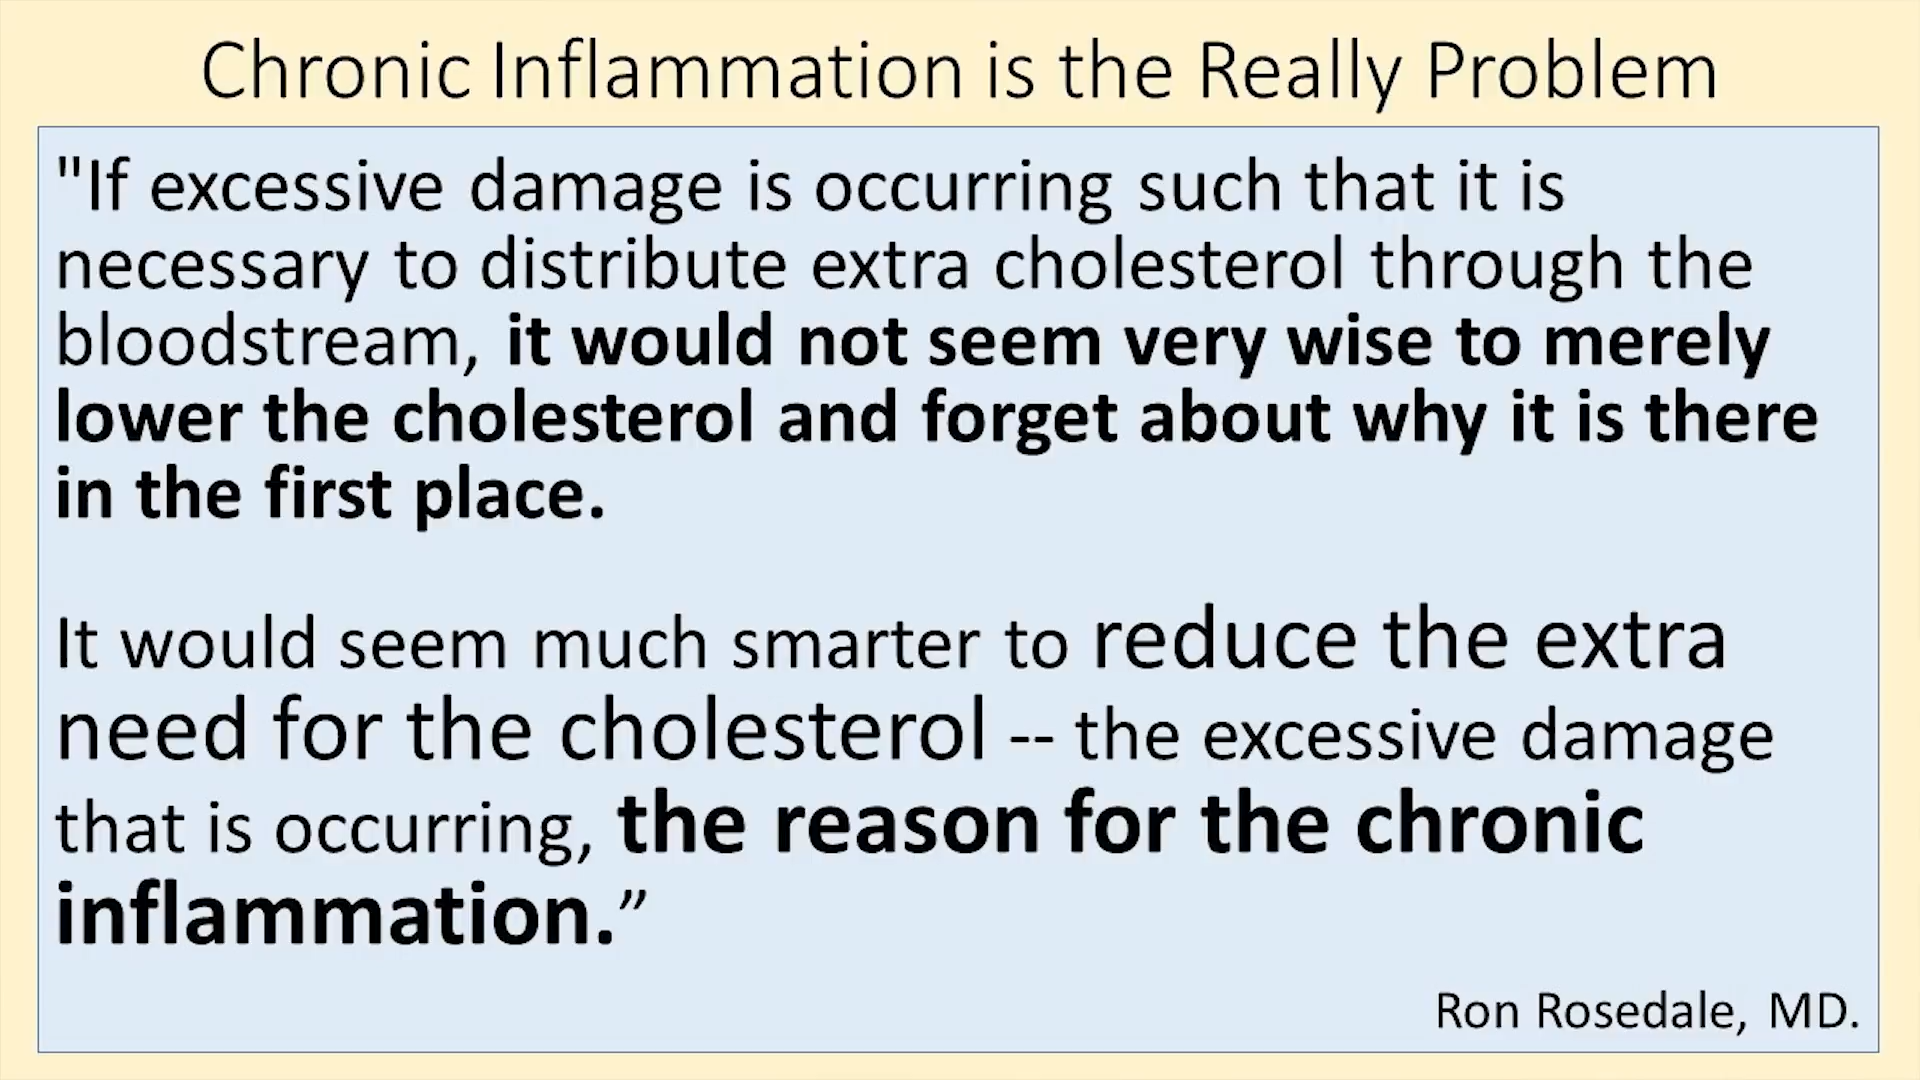 Chronic Inflammation is the Really Problem
"If excessive damage is occurring such that it is
necessary to distribute extra cholesterol through the
bloodstream, it would not seem very wise to merely
lower the cholesterol and forget about why it is there
in the first place.
It would seem much smarter to reduce the extra
need for the cholesterol -- the excessive damage
that is occurring, the reason for the chronic
inflammation.”
Ron Rosedale, MD.